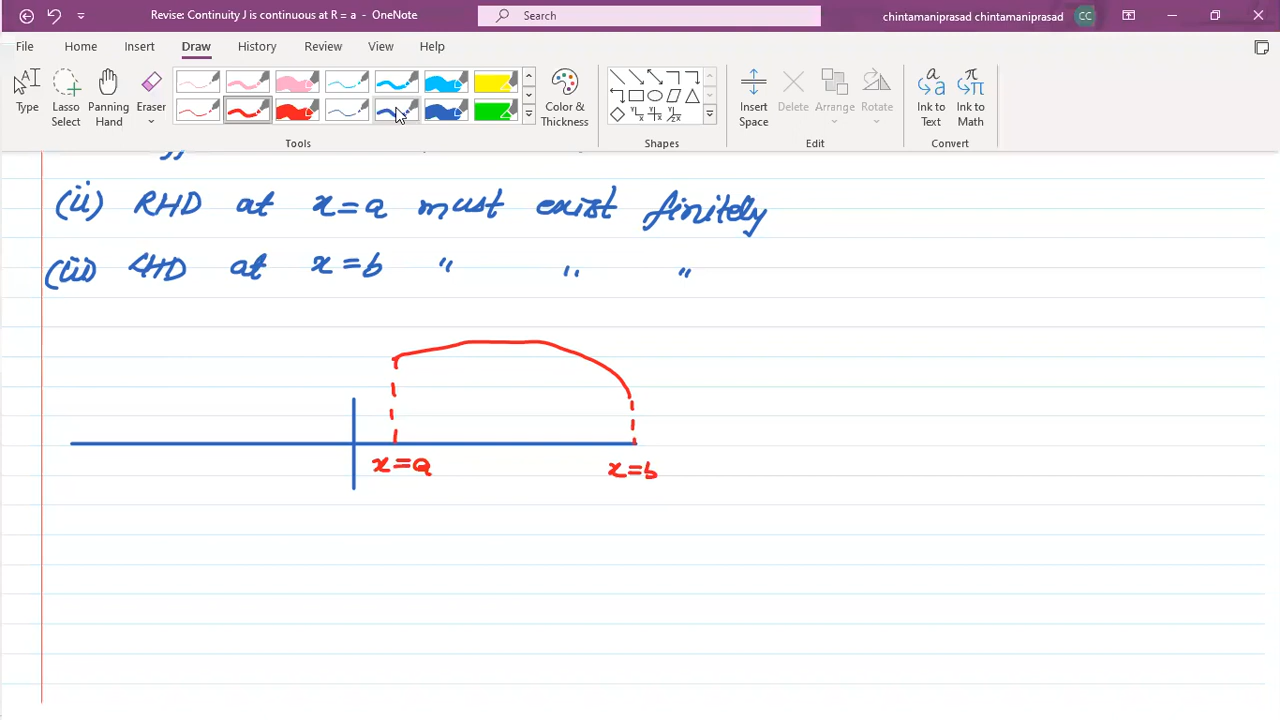 Revise: Continuity J is continuous at R = a - OneNote
Search
chintamaniprasad chintamaniprasad CC
File Home Insert Draw History Review View Help
Type
Lasso Select
Panning Hand
Eraser
Color & Thickness
Insert Space
Delete
Arrange
Rotate
Ink to Text
Ink to Math
Tools
Shapes
Edit
Convert
(ii) RHD at x=a must exist finitely
(iii) LHD at x=b " " "
x=a
x=b